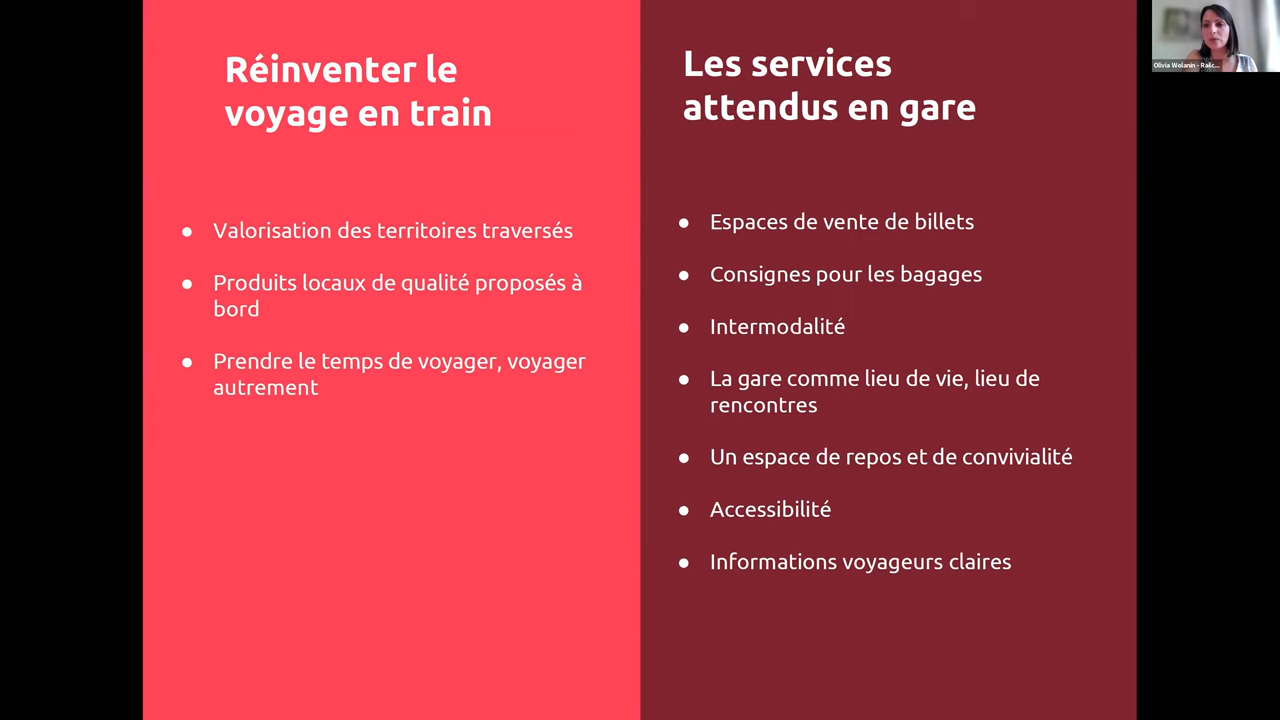 Réinventer le
voyage en train
● Valorisation des territoires traversés
● Produits locaux de qualité proposés à
bord
● Prendre le temps de voyager, voyager
autrement
Les services
attendus en gare
● Espaces de vente de billets
● Consignes pour les bagages
● Intermodalité
● La gare comme lieu de vie, lieu de
rencontres
● Un espace de repos et de convivialité
● Accessibilité
● Informations voyageurs claires
Olivia Wolanin - Railc...